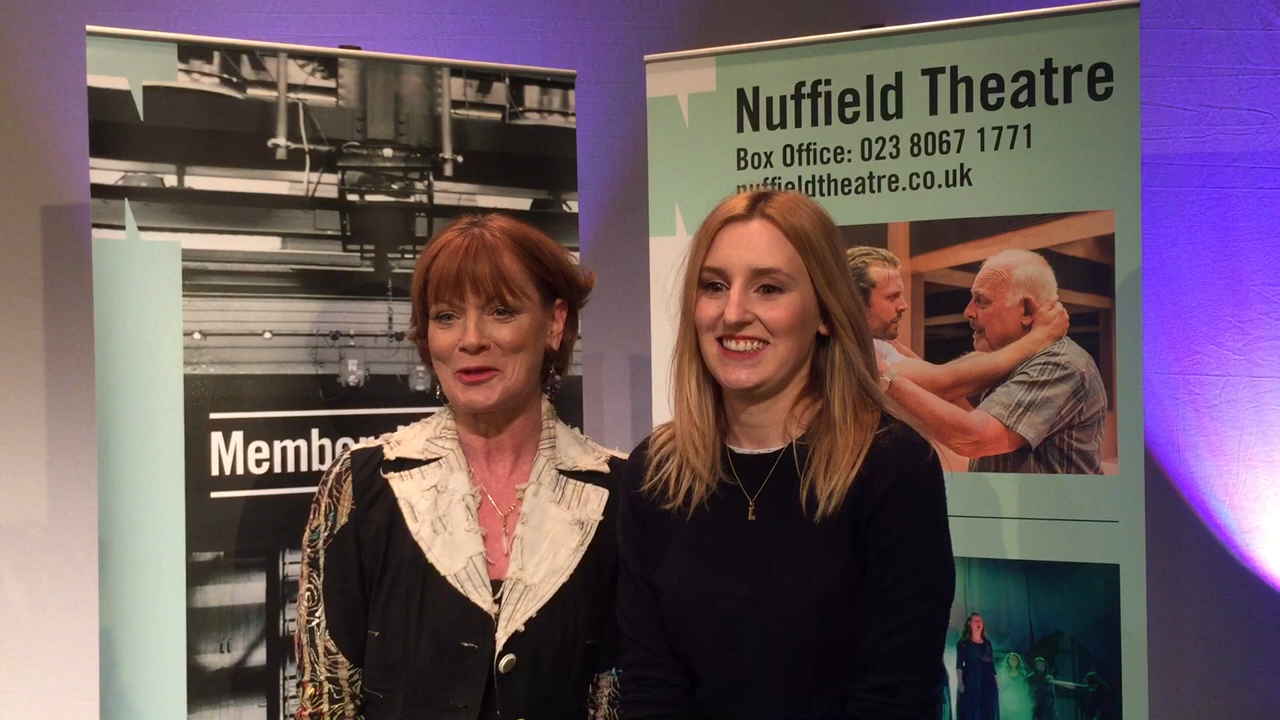 Nuffield Theatre
Box Office: 023 8067 1771
nuffieldtheatre.co.uk
Member